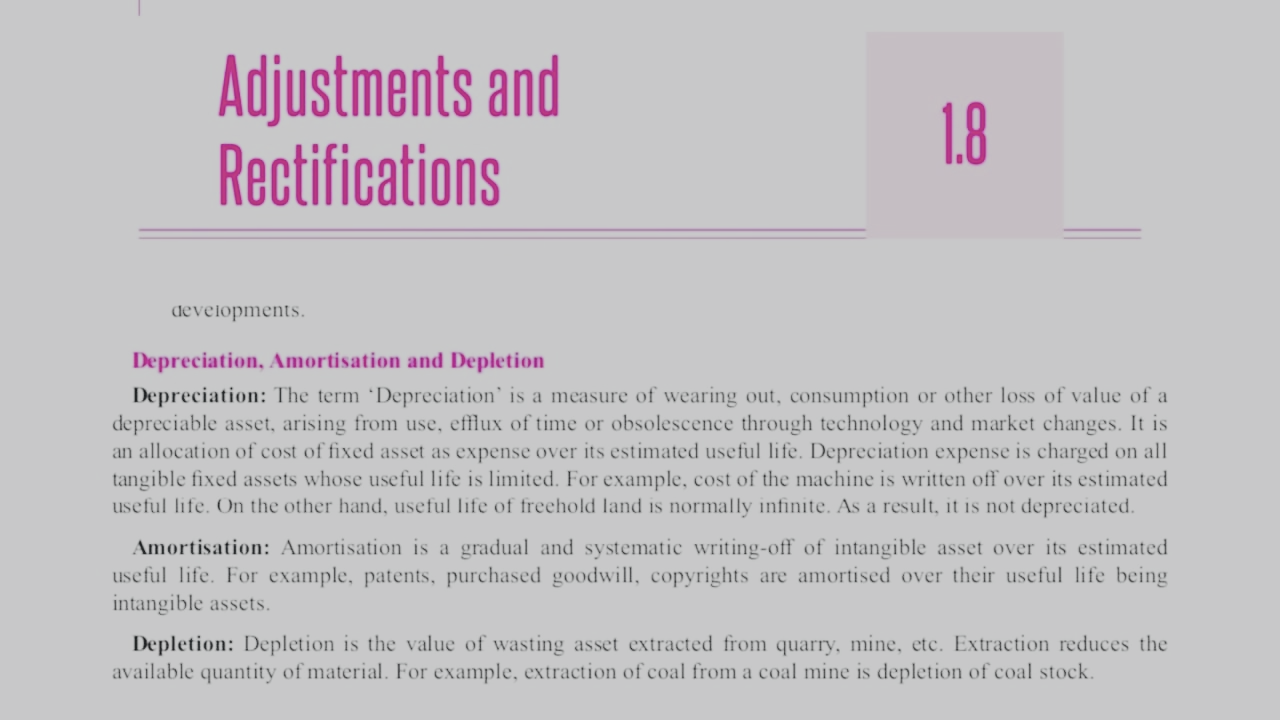 Adjustments and
Rectifications
1.8
developments.
Depreciation, Amortisation and Depletion
Depreciation: The term ‘Depreciation’ is a measure of wearing out, consumption or other loss of value of a
depreciable asset, arising from use, efflux of time or obsolescence through technology and market changes. It is
an allocation of cost of fixed asset as expense over its estimated useful life. Depreciation expense is charged on all
tangible fixed assets whose useful life is limited. For example, cost of the machine is written off over its estimated
useful life. On the other hand, useful life of freehold land is normally infinite. As a result, it is not depreciated.
Amortisation: Amortisation is a gradual and systematic writing-off of intangible asset over its estimated
useful life. For example, patents, purchased goodwill, copyrights are amortised over their useful life being
intangible assets.
Depletion: Depletion is the value of wasting asset extracted from quarry, mine, etc. Extraction reduces the
available quantity of material. For example, extraction of coal from a coal mine is depletion of coal stock.